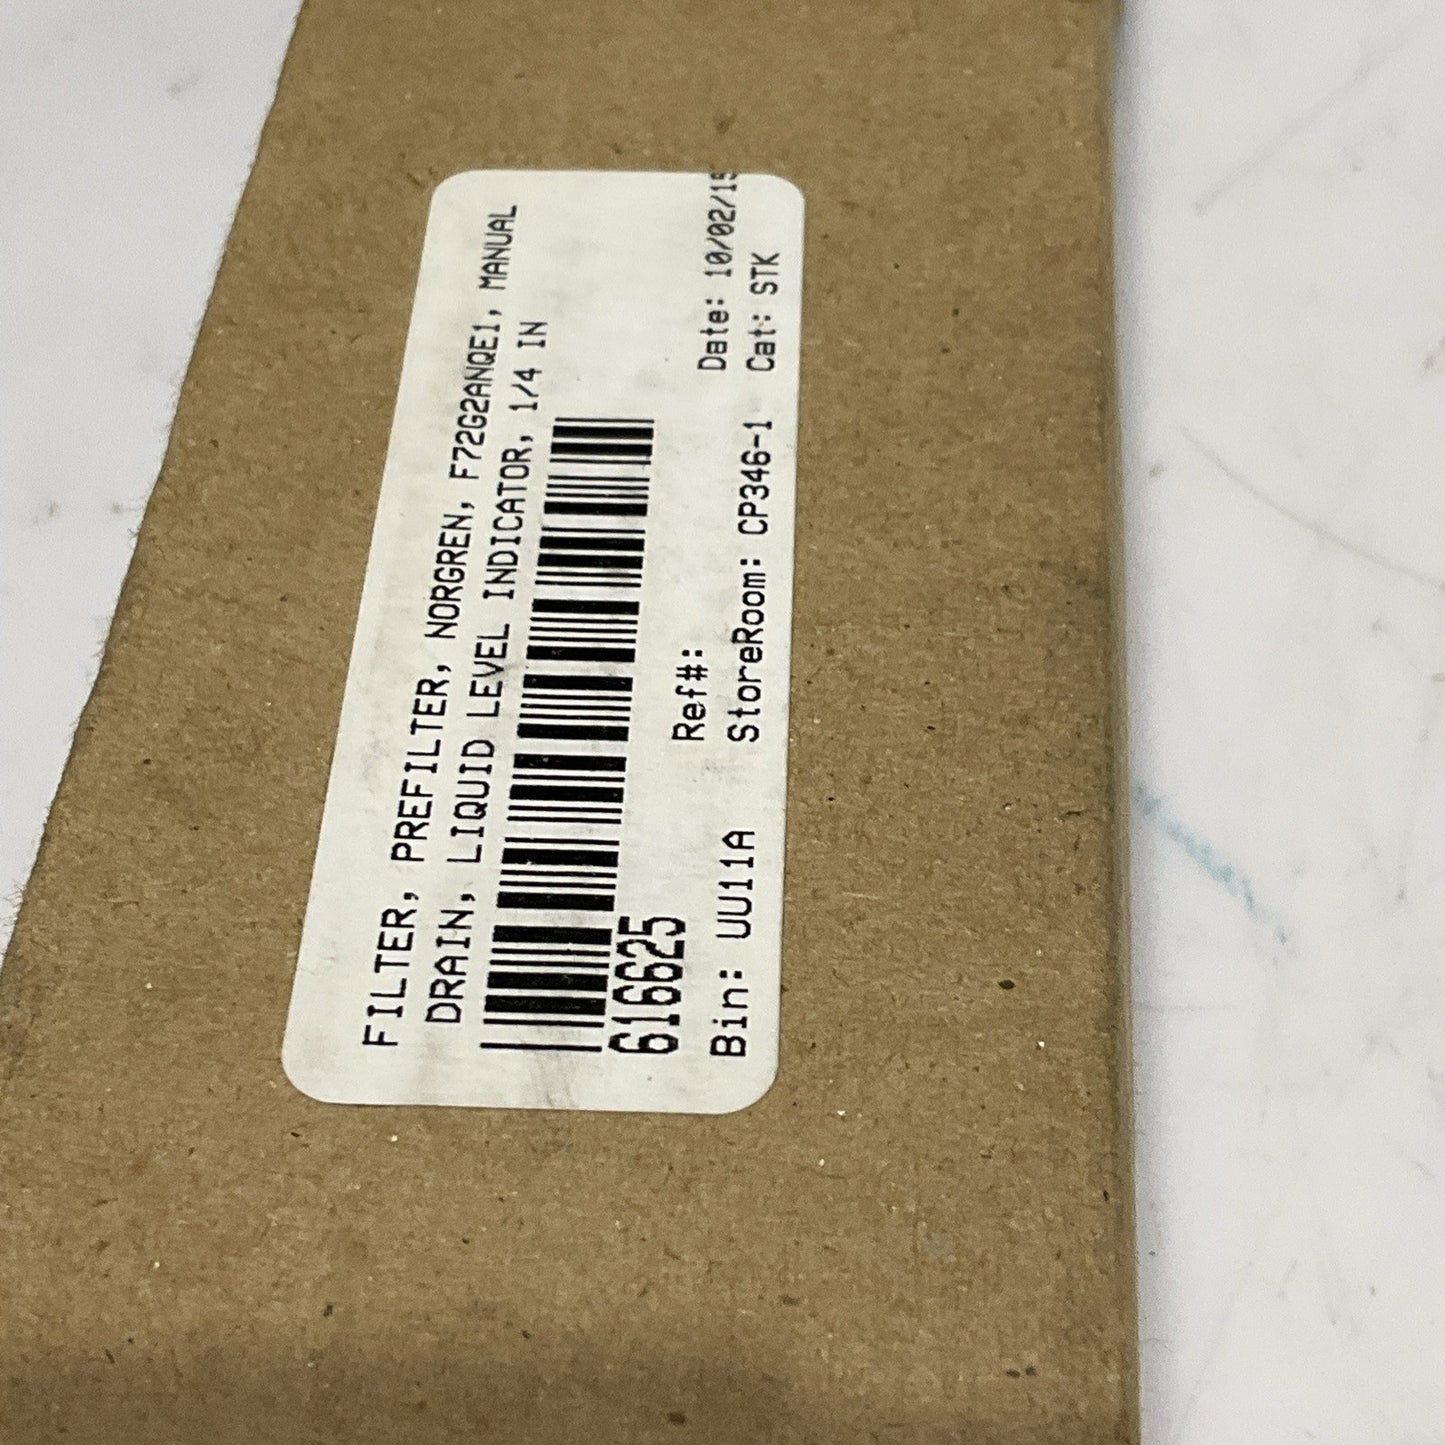 FILTER, PREFILTER, NORGREN, F72G2ANQE1, MANUAL
DRAIN, LIQUID LEVEL INDICATOR, 1/4 IN
616625
Ref#: Date: 10/02/15
Bin: UU11A StoreRoom: CP346-1 Cat: STK